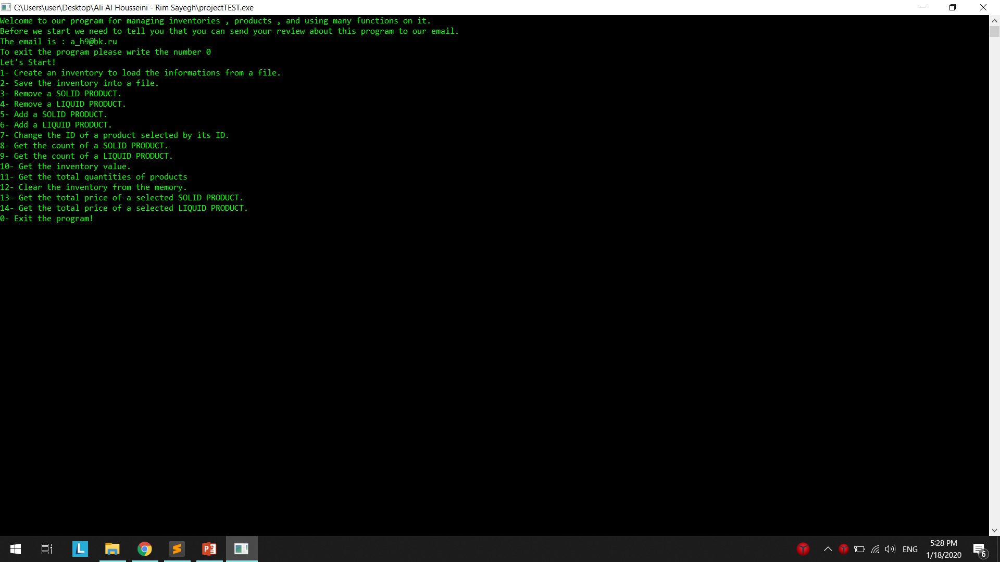 C:\Users\user\Desktop\Ali Al Housseini - Rim Sayegh\projectTEST.exe
Welcome to our program for managing inventories , products , and using many functions on it.
Before we start we need to tell you that you can send your review about this program to our email.
The email is : a_h9@bk.ru
To exit the program please write the number 0
Let's Start!
1- Create an inventory to load the informations from a file.
2- Save the inventory into a file.
3- Remove a SOLID PRODUCT.
4- Remove a LIQUID PRODUCT.
5- Add a SOLID PRODUCT.
6- Add a LIQUID PRODUCT.
7- Change the ID of a product selected by its ID.
8- Get the count of a SOLID PRODUCT.
9- Get the count of a LIQUID PRODUCT.
10- Get the inventory value.
11- Get the total quantities of products
12- Clear the inventory from the memory.
13- Get the total price of a selected SOLID PRODUCT.
14- Get the total price of a selected LIQUID PRODUCT.
0- Exit the program!
L
P
ENG
5:28 PM
1/18/2020
6